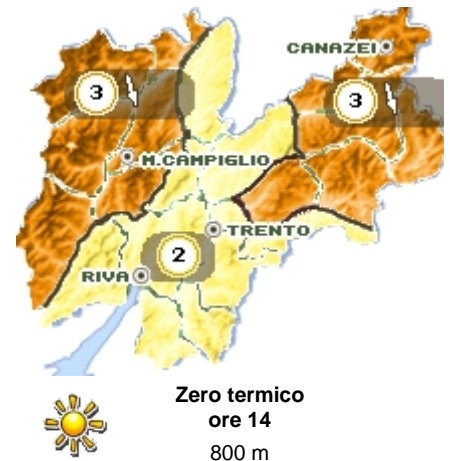 CANAZEI
3
3
M.CAMPIGLIO
TRENTO
2
RIVA
Zero termico
ore 14
800 m